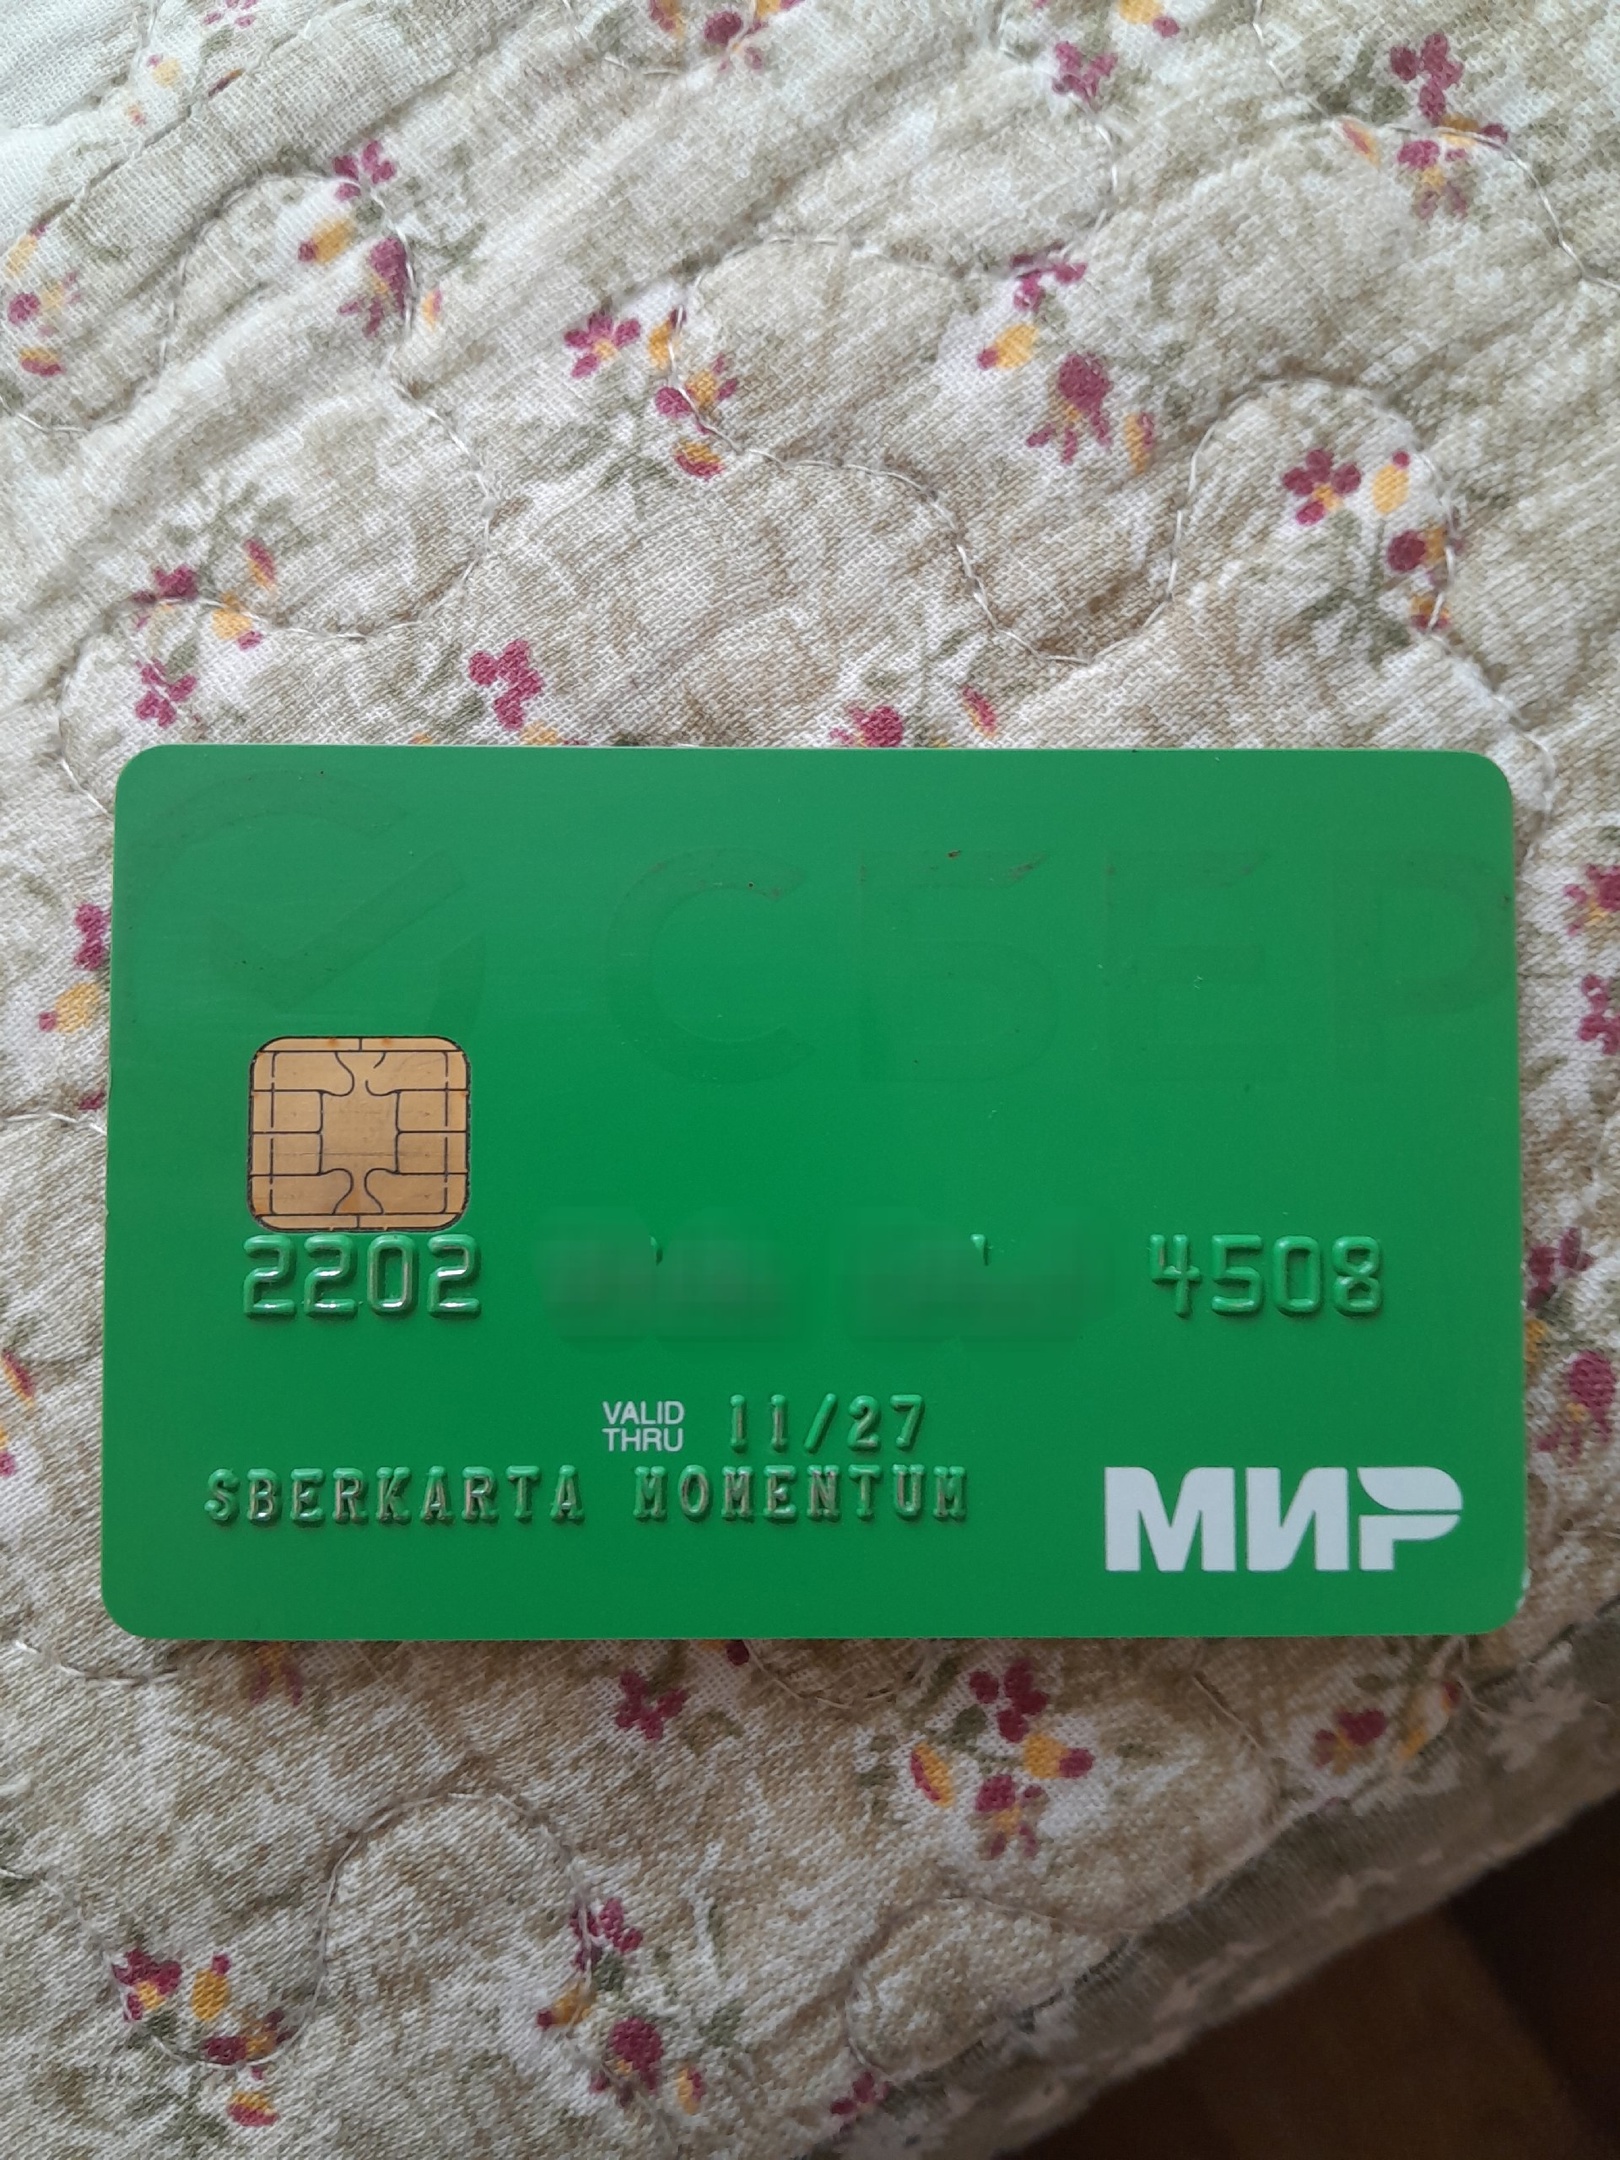 СБЕР
2202 4508
VALID THRU 11/27
SBERKARTA MOMENTUM
МИР